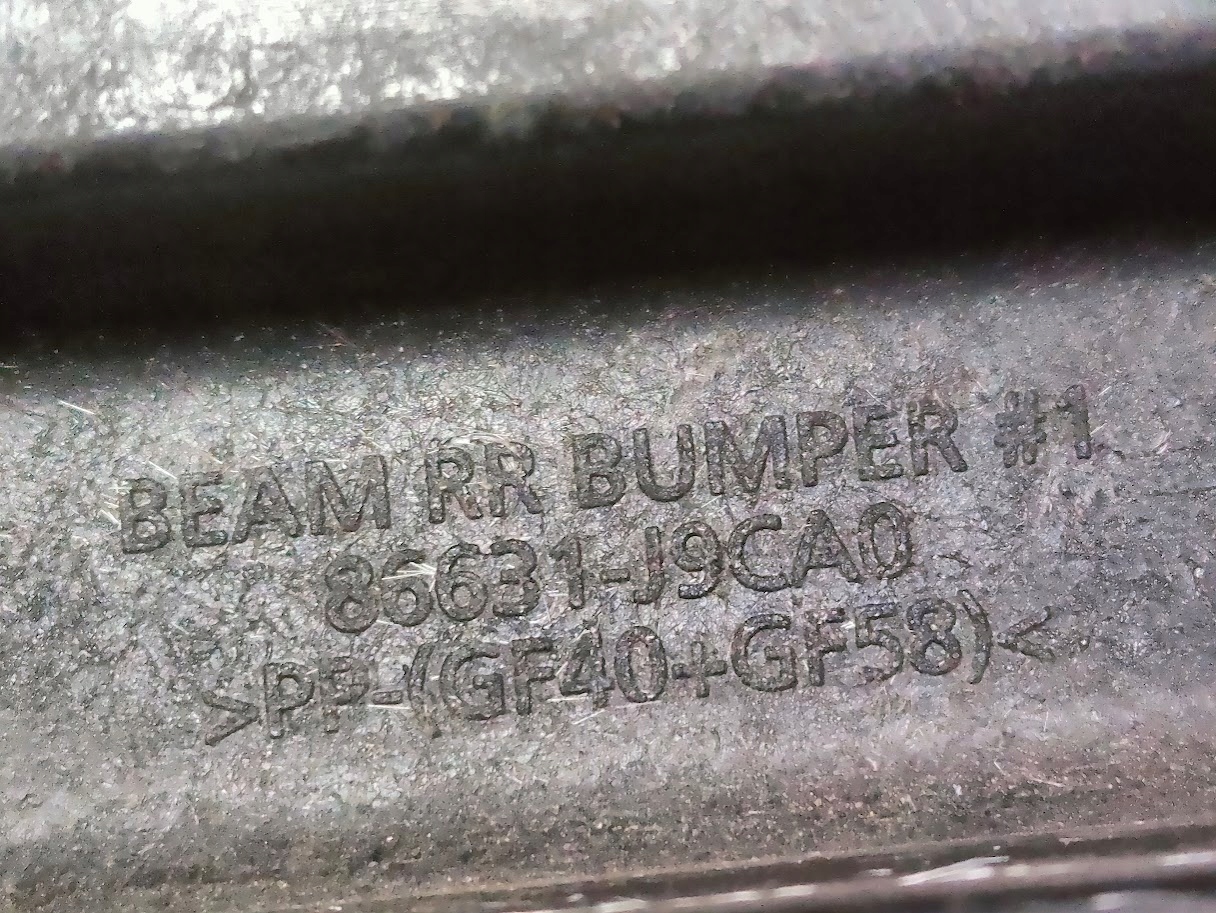 BEAM RR BUMPER #1
86631-J9CA0
>PP-(GF40+GF58)<